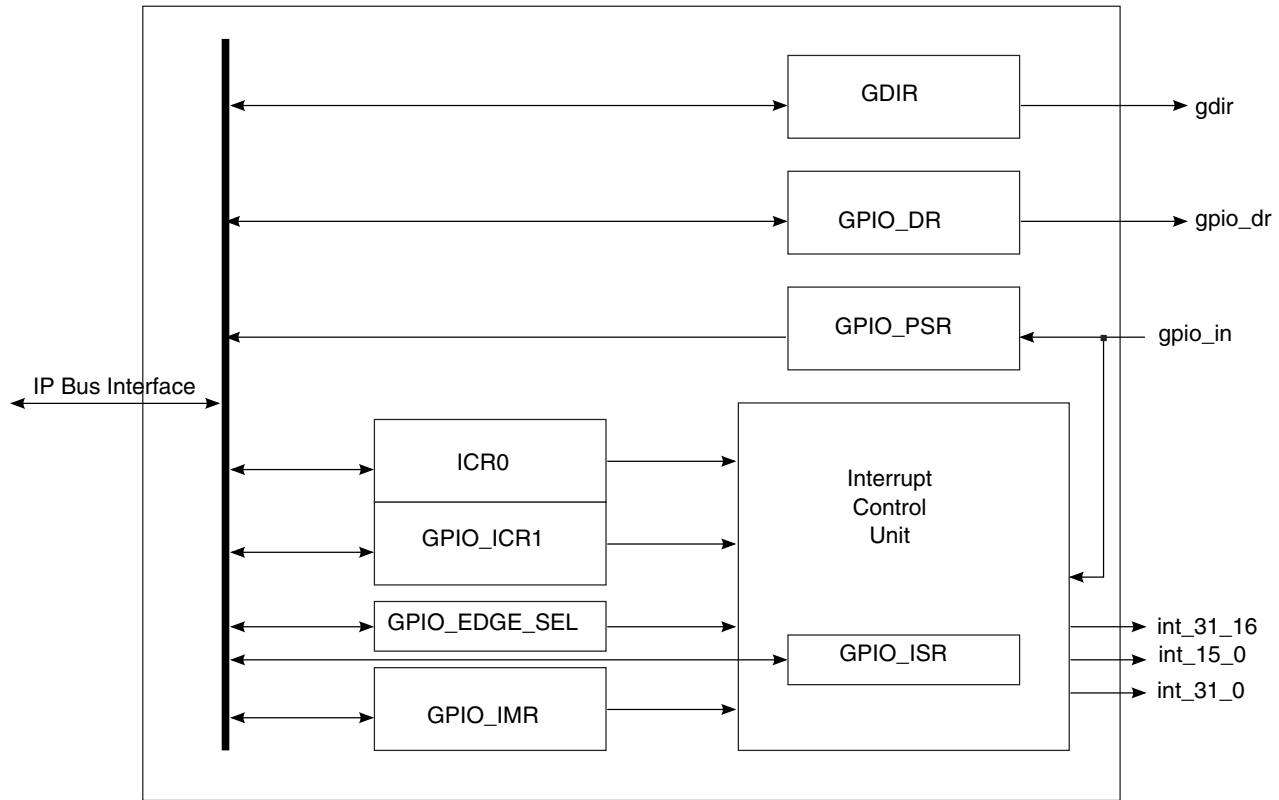 GDIR
gdir
GPIO_DR
gpio_dr
GPIO_PSR
gpio_in
IP Bus Interface
ICR0
GPIO_ICR1
Interrupt
Control
Unit
GPIO_EDGE_SEL
int_31_16
GPIO_ISR
int_15_0
int_31_0
GPIO_IMR